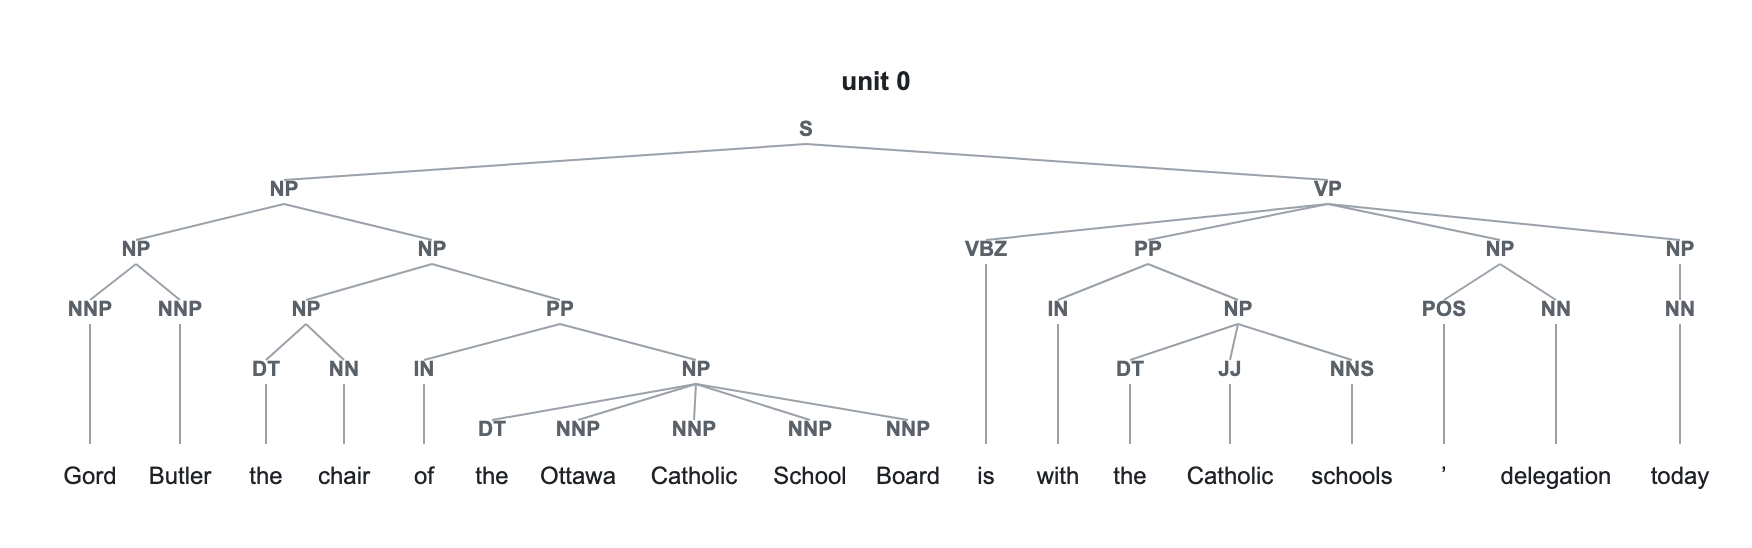 unit 0
S
NP VP
NP NP VBZ PP NP NP
NNP NNP NP PP IN NP POS NN NN
DT NN IN NP DT JJ NNS
DT NNP NNP NNP NNP
Gord Butler the chair of the Ottawa Catholic School Board is with the Catholic schools ’ delegation today